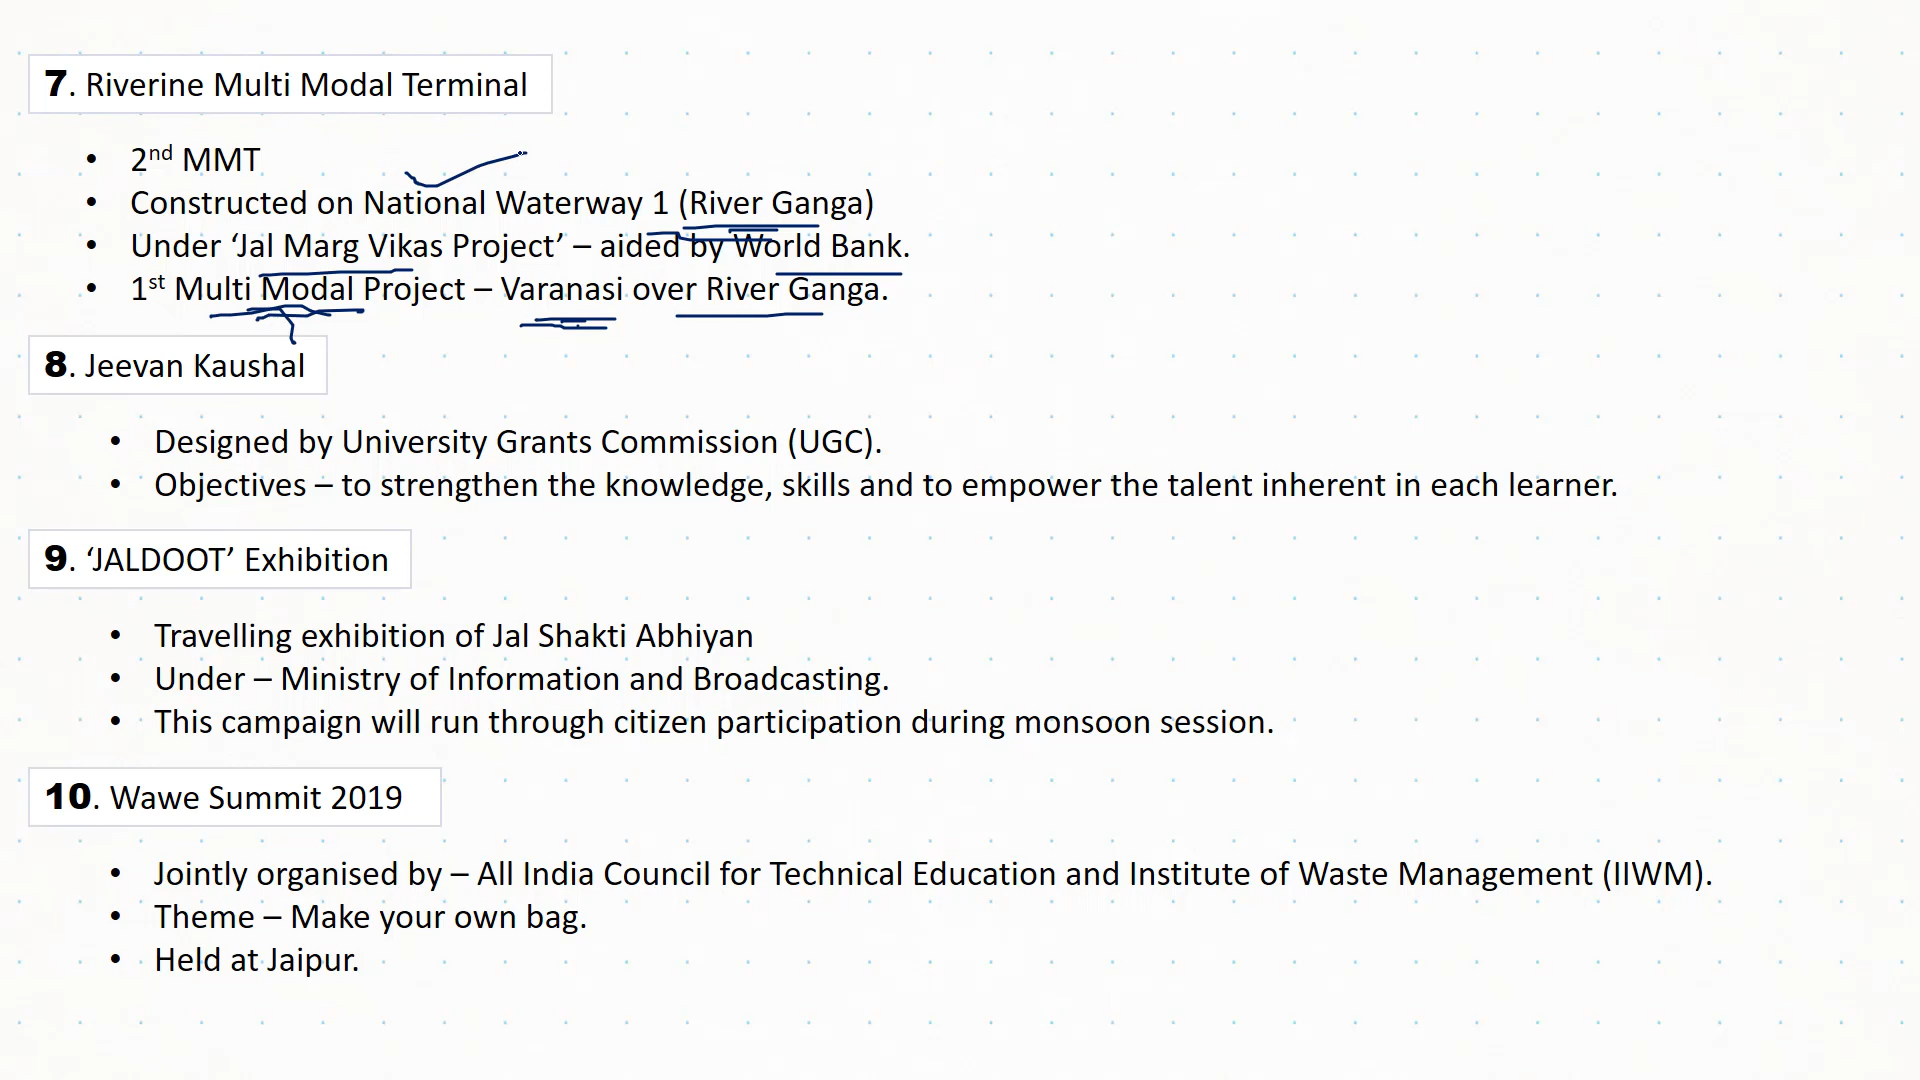 7. Riverine Multi Modal Terminal
• 2nd MMT
• Constructed on National Waterway 1 (River Ganga)
• Under ‘Jal Marg Vikas Project’ – aided by World Bank.
• 1st Multi Modal Project – Varanasi over River Ganga.
8. Jeevan Kaushal
• Designed by University Grants Commission (UGC).
• Objectives – to strengthen the knowledge, skills and to empower the talent inherent in each learner.
9. ‘JALDOOT’ Exhibition
• Travelling exhibition of Jal Shakti Abhiyan
• Under – Ministry of Information and Broadcasting.
• This campaign will run through citizen participation during monsoon session.
10. Wawe Summit 2019
• Jointly organised by – All India Council for Technical Education and Institute of Waste Management (IIWM).
• Theme – Make your own bag.
• Held at Jaipur.